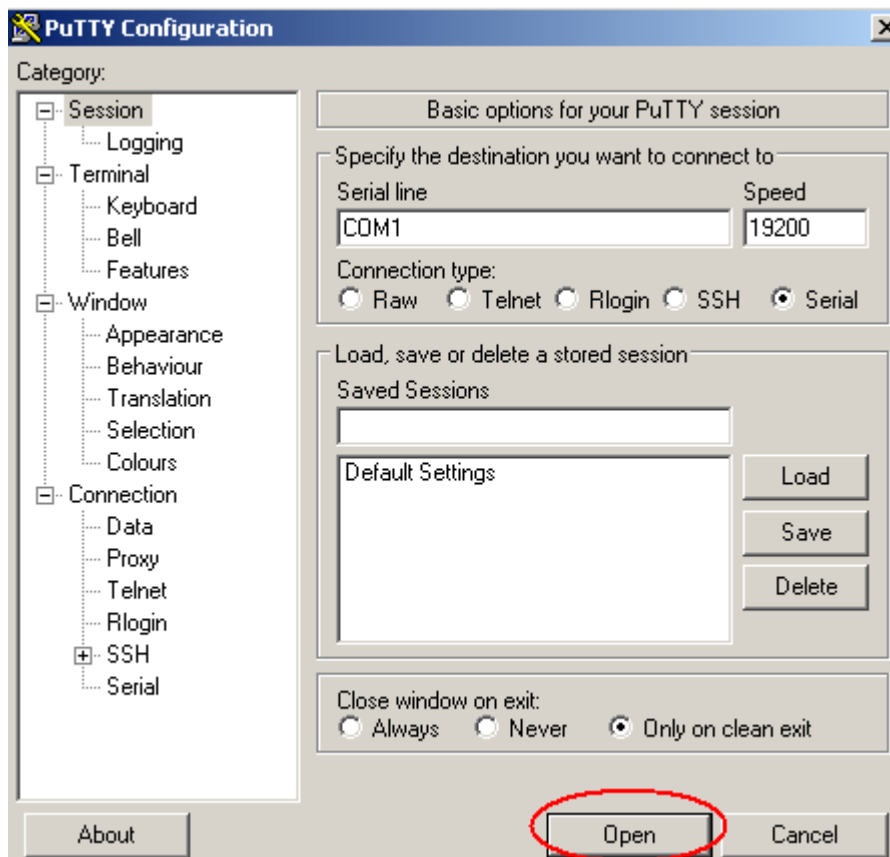 PuTTY Configuration
Category:
Session
Logging
Terminal
Keyboard
Bell
Features
Window
Appearance
Behaviour
Translation
Selection
Colours
Connection
Data
Proxy
Telnet
Rlogin
SSH
Serial
Basic options for your PuTTY session
Specify the destination you want to connect to
Serial line Speed
COM1 19200
Connection type:
Raw Telnet Rlogin SSH Serial
Load, save or delete a stored session
Saved Sessions
Default Settings
Load
Save
Delete
Close window on exit:
Always Never Only on clean exit
About Open Cancel